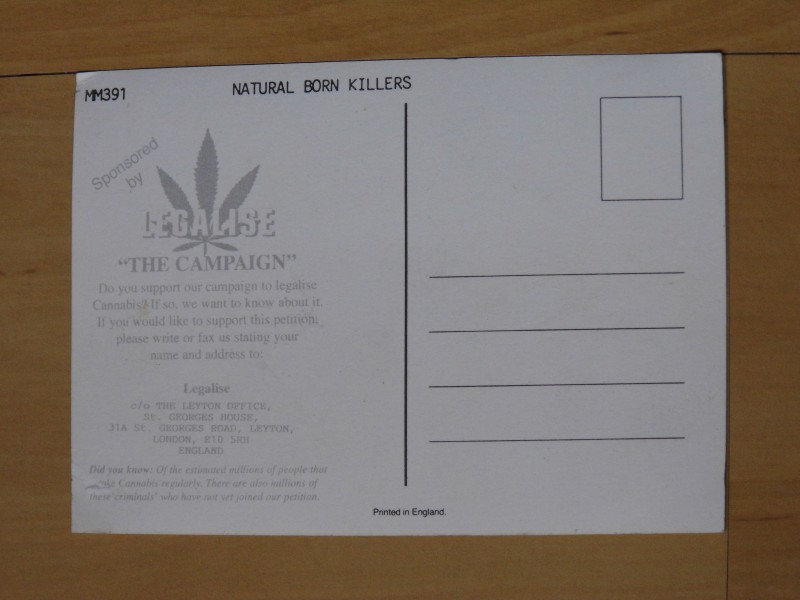 MM391
NATURAL BORN KILLERS
Sponsored
by
LEGALISE
“THE CAMPAIGN”
Do you support our campaign to legalise
Cannabis? If so, we want to know about it.
If you would like to support this petition;
please write or fax us stating your
name and address to:
Legalise
c/o THE LEYTON OFFICE,
St. GEORGES HOUSE,
31A St. GEORGES ROAD, LEYTON,
LONDON, E10 5RH
ENGLAND
Did you know: Of the estimated millions of people that
Cannabis regularly. There are also millions of
these 'criminals' who have not yet joined our petition.
Printed in England.